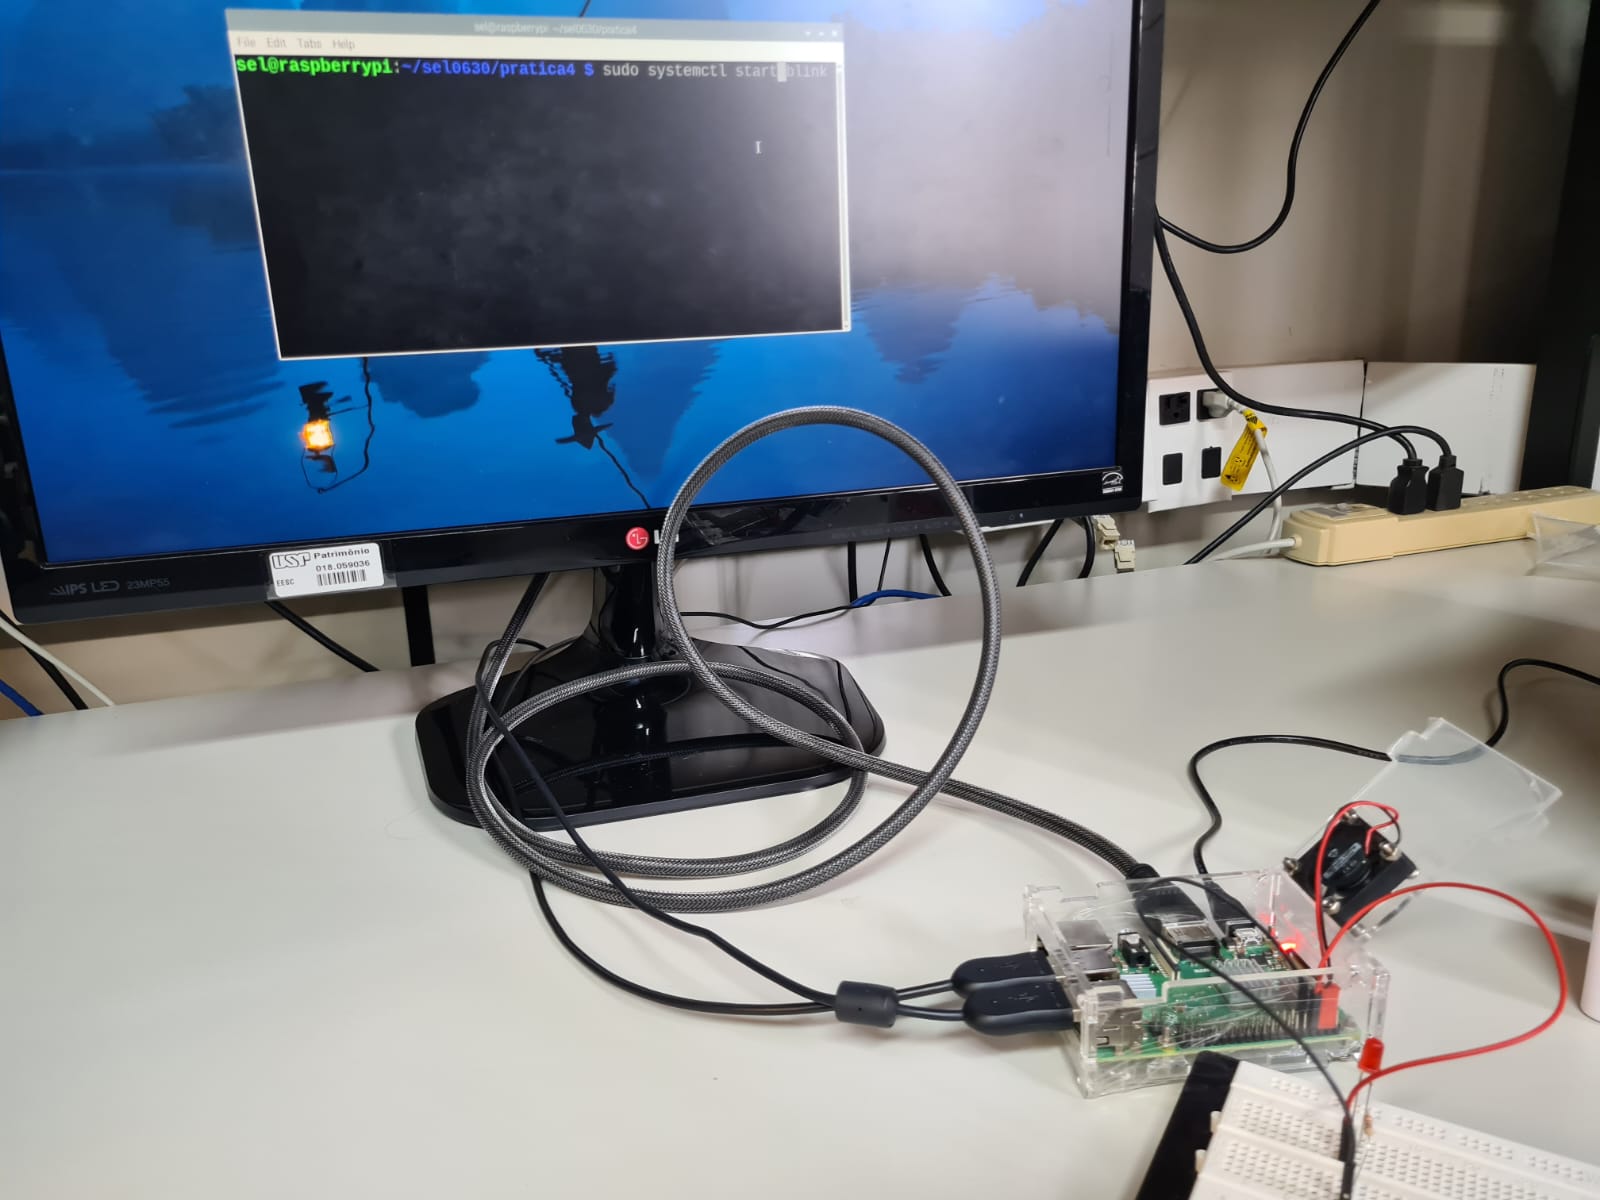 sel@raspberrypi: ~/sel0630/pratica4
File Edit Tabs Help
sel@raspberrypi:~/sel0630/pratica4 $ sudo systemctl start blink
LG
IPS LED 23MP55
USP Patrimônio
018.059036
EESC